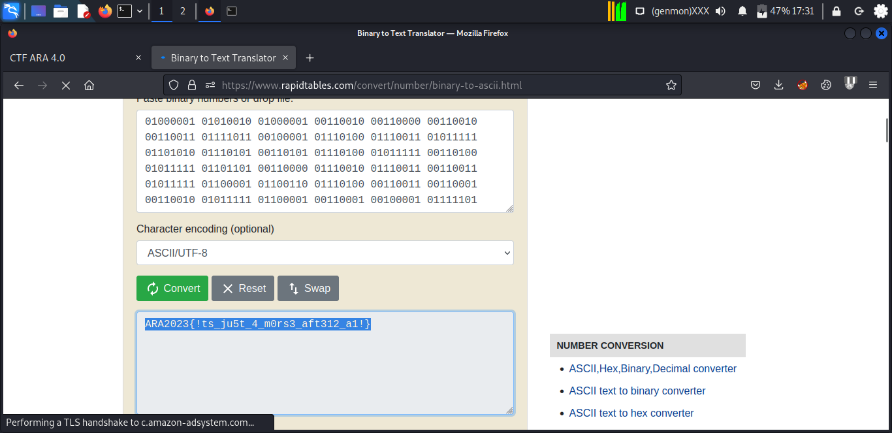 1 2 (genmon)XXX 47% 17:31
Binary to Text Translator — Mozilla Firefox
CTF ARA 4.0 × Binary to Text Translator × +
https://www.rapidtables.com/convert/number/binary-to-ascii.html
Paste binary numbers or drop file:
01000001 01010010 01000001 00110010 00110000 00110010
00110011 01111011 00100001 01110100 01110011 01011111
01101010 01110101 00110101 01110100 01011111 00110100
01011111 01101101 00110000 01110010 01110011 00110011
01011111 01100001 01100110 01110100 00110011 00110001
00110010 01011111 01100001 00110001 00100001 01111101
Character encoding (optional)
ASCII/UTF-8
Convert Reset Swap
ARA2023{!ts_ju5t_4_m0rs3_aft312_a1!}
NUMBER CONVERSION
• ASCII,Hex,Binary,Decimal converter
• ASCII text to binary converter
• ASCII text to hex converter
Performing a TLS handshake to c.amazon-adsystem.com…